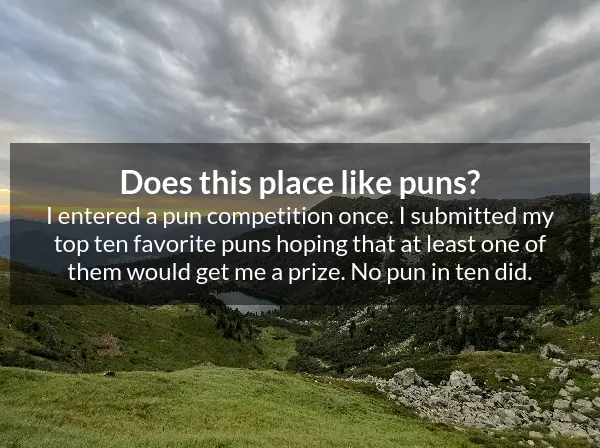 Does this place like puns?
I entered a pun competition once. I submitted my
top ten favorite puns hoping that at least one of
them would get me a prize. No pun in ten did.